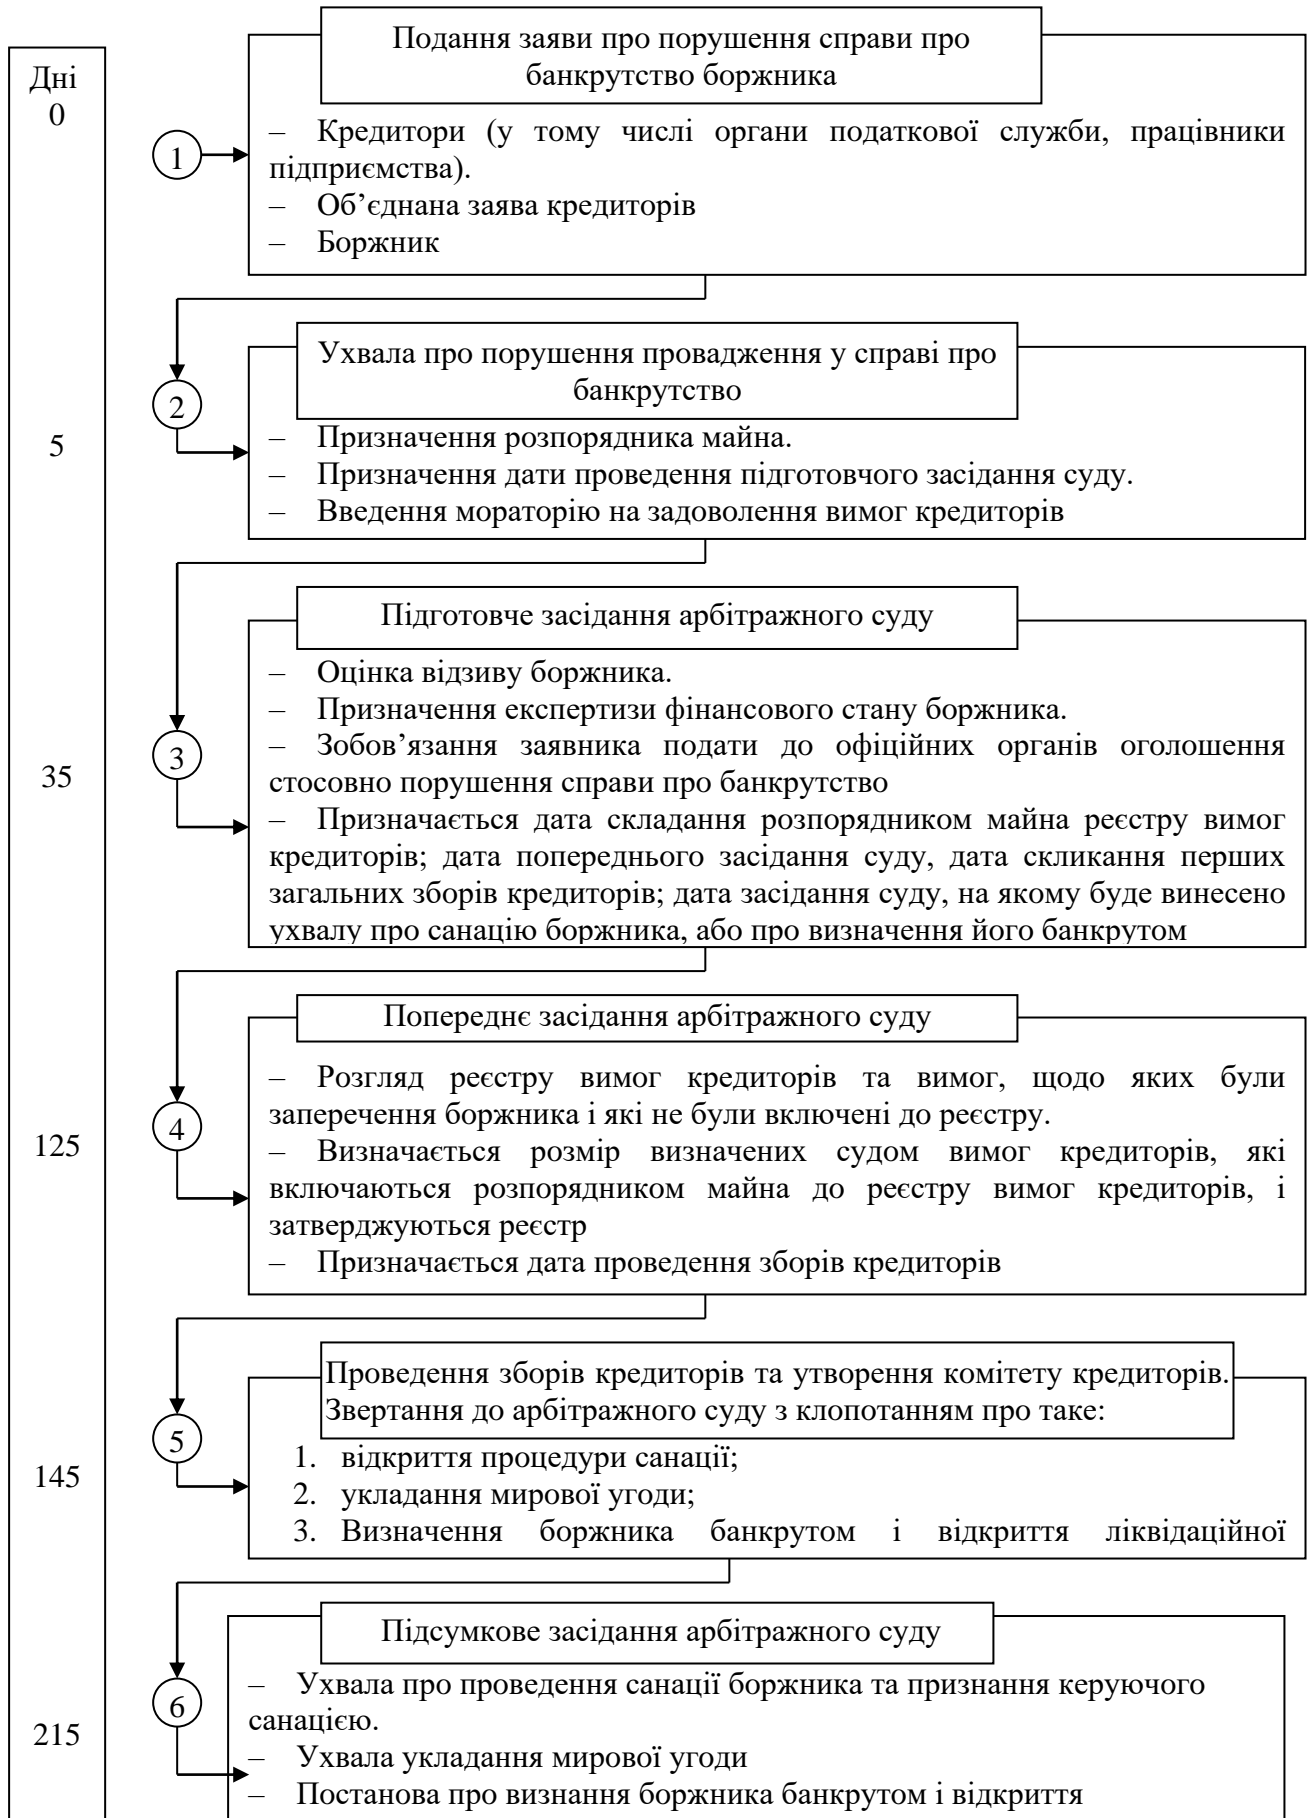 Подання заяви про порушення справи про
банкрутство боржника
Дні
0
1
– Кредитори (у тому числі органи податкової служби, працівники
підприємства).
– Об’єднана заява кредиторів
– Боржник
Ухвала про порушення провадження у справі про
банкрутство
2
5
– Призначення розпорядника майна.
– Призначення дати проведення підготовчого засідання суду.
– Введення мораторію на задоволення вимог кредиторів
Підготовче засідання арбітражного суду
3
35
– Оцінка відзиву боржника.
– Призначення експертизи фінансового стану боржника.
– Зобов’язання заявника подати до офіційних органів оголошення
стосовно порушення справи про банкрутство
– Призначається дата складання розпорядником майна реєстру вимог
кредиторів; дата попереднього засідання суду, дата скликання перших
загальних зборів кредиторів; дата засідання суду, на якому буде винесено
ухвалу про санацію боржника, або про визначення його банкрутом
Попереднє засідання арбітражного суду
4
125
– Розгляд реєстру вимог кредиторів та вимог, щодо яких були
заперечення боржника і які не були включені до реєстру.
– Визначається розмір визначених судом вимог кредиторів, які
включаються розпорядником майна до реєстру вимог кредиторів, і
затверджуються реєстр
– Призначається дата проведення зборів кредиторів
Проведення зборів кредиторів та утворення комітету кредиторів.
Звертання до арбітражного суду з клопотанням про таке:
5
145
1. відкриття процедури санації;
2. укладання мирової угоди;
3. Визначення боржника банкрутом і відкриття ліквідаційної
Підсумкове засідання арбітражного суду
6
215
– Ухвала про проведення санації боржника та признання керуючого
санацією.
– Ухвала укладання мирової угоди
– Постанова про визнання боржника банкрутом і відкриття